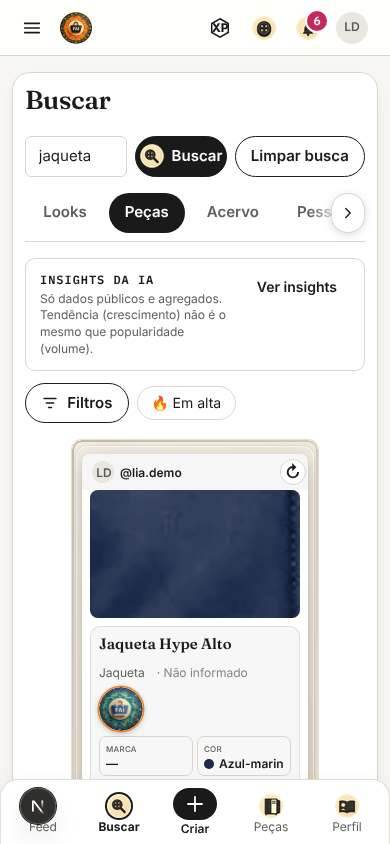 XP
6
LD
Buscar
jaqueta
Buscar
Limpar busca
Looks
Peças
Acervo
Pess
INSIGHTS DA IA
Só dados públicos e agregados.
Tendência (crescimento) não é o
mesmo que popularidade
(volume).
Ver insights
Filtros
🔥 Em alta
LD @lia.demo
Jaqueta Hype Alto
Jaqueta · Não informado
FAI
MARCA
—
COR
Azul-marin
N
Feed
Buscar
Criar
Peças
Perfil